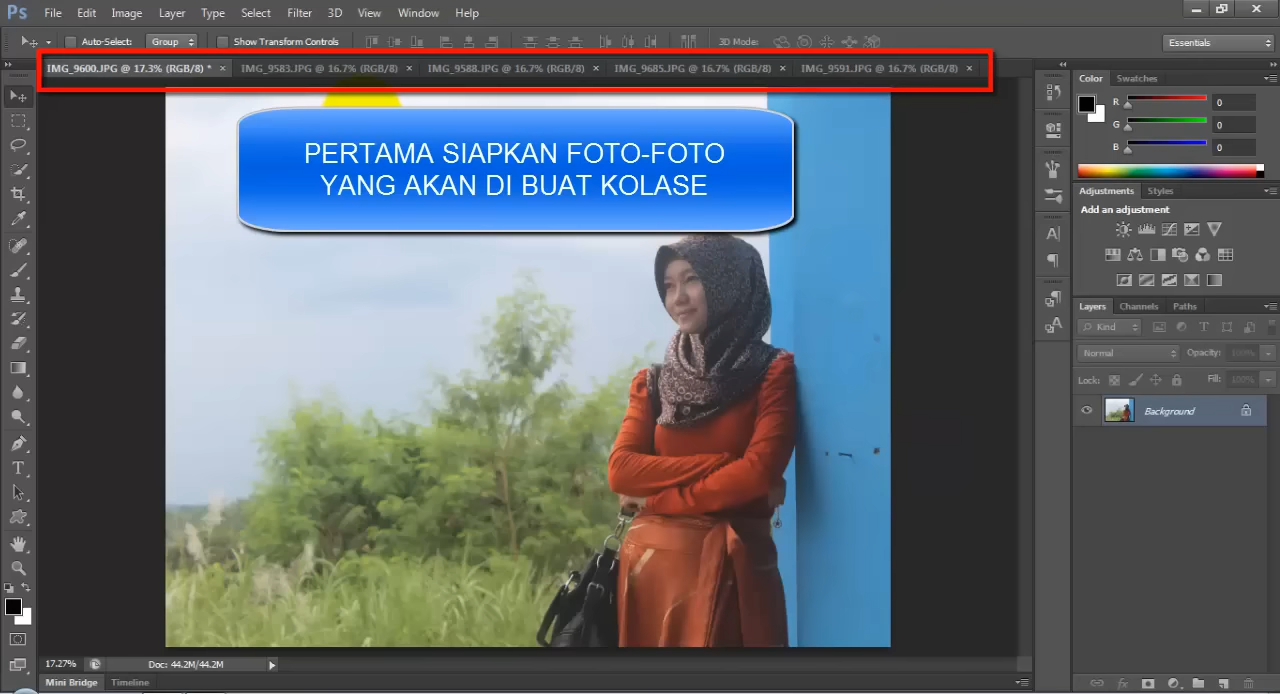 Ps File Edit Image Layer Type Select Filter 3D View Window Help
Auto-Select: Group Show Transform Controls 3D Mode: Essentials
IMG_9600.JPG @ 17.3% (RGB/8) * × IMG_9583.JPG @ 16.7% (RGB/8) × IMG_9588.JPG @ 16.7% (RGB/8) × IMG_9685.JPG @ 16.7% (RGB/8) × IMG_9591.JPG @ 16.7% (RGB/8) ×
PERTAMA SIAPKAN FOTO-FOTO
YANG AKAN DI BUAT KOLASE
Color Swatches
R 0
G 0
B 0
Adjustments Styles
Add an adjustment
Layers Channels Paths
Kind
Normal Opacity: 100%
Lock: Fill: 100%
Background
17.27% Doc: 44.2M/44.2M
Mini Bridge Timeline